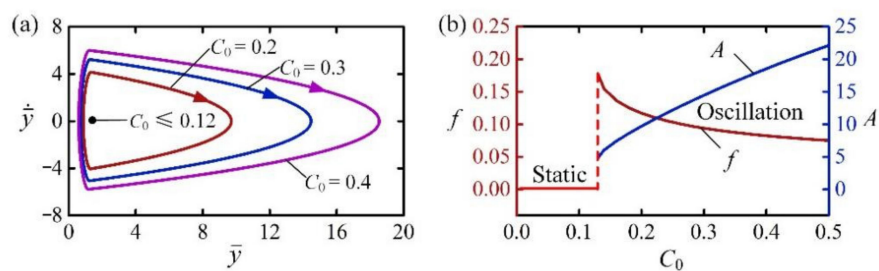 (a)
8
4
0
−4
−8
ẏ̄
C₀ = 0.2
C₀ = 0.3
C₀ ⩽ 0.12
C₀ = 0.4
0 4 8 12 16 20
ȳ
(b)
0.25
0.20
0.15
0.10
0.05
0.00
f
A
Oscillation
f
Static
25
20
15
10
5
0
A
0.0 0.1 0.2 0.3 0.4 0.5
C₀